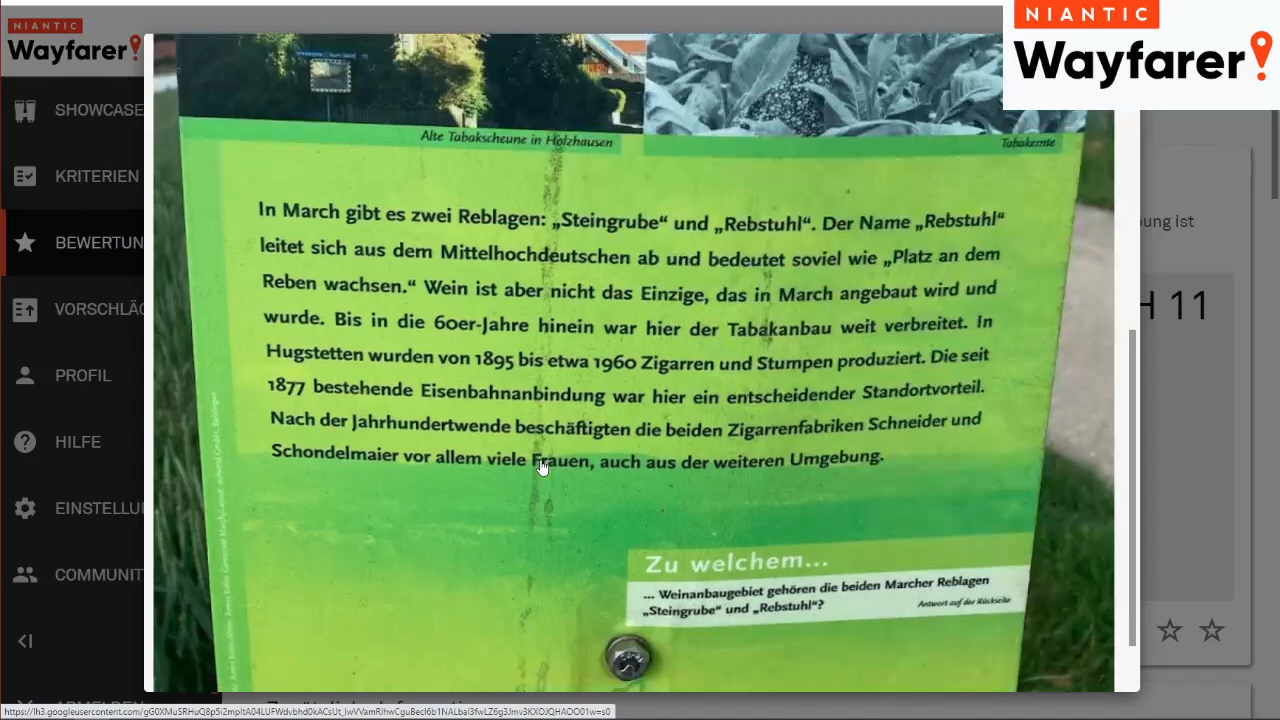 NIANTIC
Wayfarer!
NIANTIC
Wayfarer!
SHOWCASE
KRITERIEN
BEWERTUN
VORSCHLÄG
PROFIL
HILFE
EINSTELLU
COMMUNIT
ung ist
H 11
Alte Tabakscheune in Holzhausen
Tabakernte
In March gibt es zwei Reblagen: „Steingrube“ und „Rebstuhl“. Der Name „Rebstuhl“
leitet sich aus dem Mittelhochdeutschen ab und bedeutet soviel wie „Platz an dem
Reben wachsen.“ Wein ist aber nicht das Einzige, das in March angebaut wird und
wurde. Bis in die 60er-Jahre hinein war hier der Tabakanbau weit verbreitet. In
Hugstetten wurden von 1895 bis etwa 1960 Zigarren und Stumpen produziert. Die seit
1877 bestehende Eisenbahnanbindung war hier ein entscheidender Standortvorteil.
Nach der Jahrhundertwende beschäftigten die beiden Zigarrenfabriken Schneider und
Schondelmaier vor allem viele Frauen, auch aus der weiteren Umgebung.
Zu welchem...
... Weinanbaugebiet gehören die beiden Marcher Reblagen
„Steingrube“ und „Rebstuhl“?
Antwort auf der Rückseite